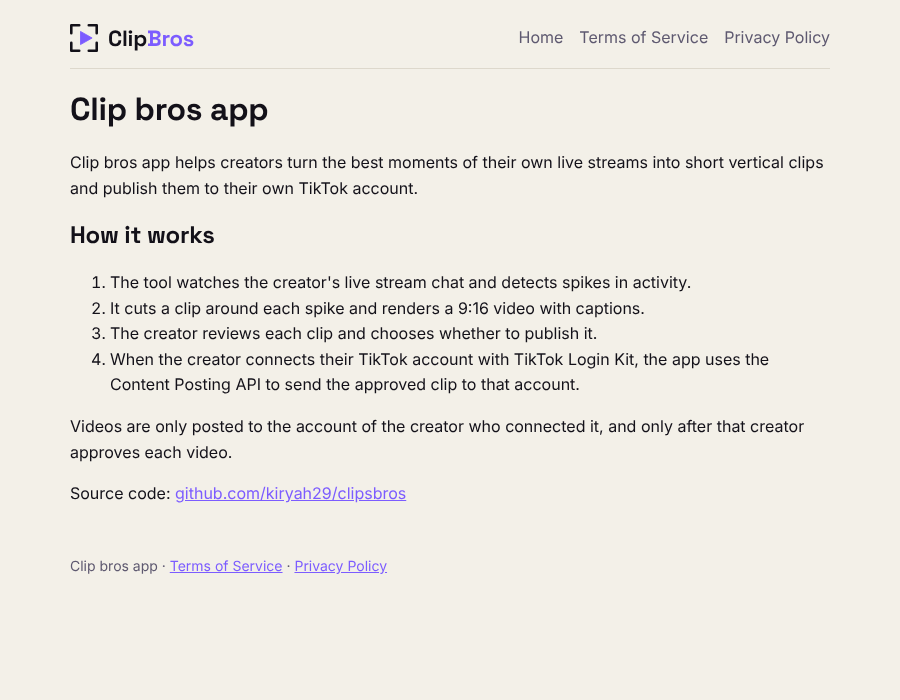 ClipBros
Home Terms of Service Privacy Policy
Clip bros app
Clip bros app helps creators turn the best moments of their own live streams into short vertical clips
and publish them to their own TikTok account.
How it works
1. The tool watches the creator's live stream chat and detects spikes in activity.
2. It cuts a clip around each spike and renders a 9:16 video with captions.
3. The creator reviews each clip and chooses whether to publish it.
4. When the creator connects their TikTok account with TikTok Login Kit, the app uses the
Content Posting API to send the approved clip to that account.
Videos are only posted to the account of the creator who connected it, and only after that creator
approves each video.
Source code: github.com/kiryah29/clipsbros
Clip bros app · Terms of Service · Privacy Policy